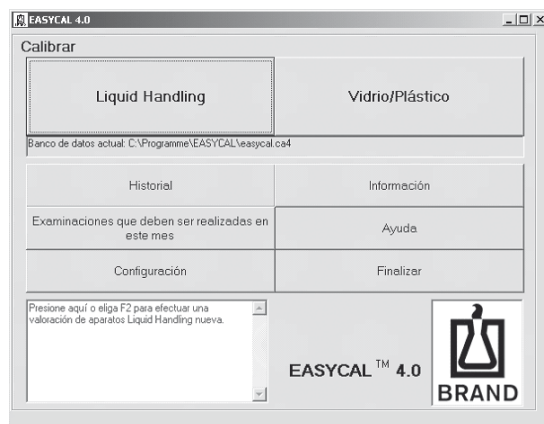 EASYCAL 4.0
Calibrar
Liquid Handling
Vidrio/Plástico
Banco de datos actual: C:\Programme\EASYCAL\easycal.ca4
Historial
Información
Examinaciones que deben ser realizadas en
este mes
Ayuda
Configuración
Finalizar
Presione aquí o eliga F2 para efectuar una
valoración de aparatos Liquid Handling nueva.
EASYCAL™ 4.0
BRAND